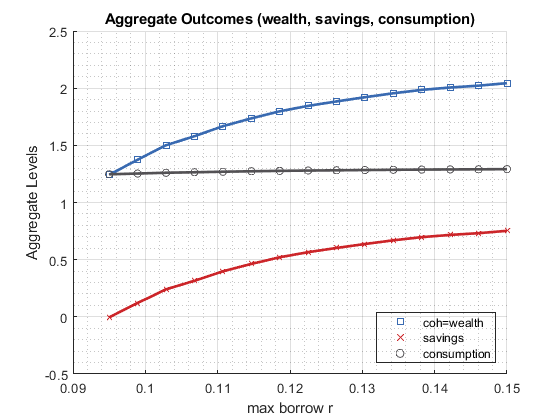 Aggregate Outcomes (wealth, savings, consumption)
2.5
2
1.5
1
0.5
0
-0.5
Aggregate Levels
0.09
0.1
0.11
0.12
0.13
0.14
0.15
max borrow r
coh=wealth
savings
consumption